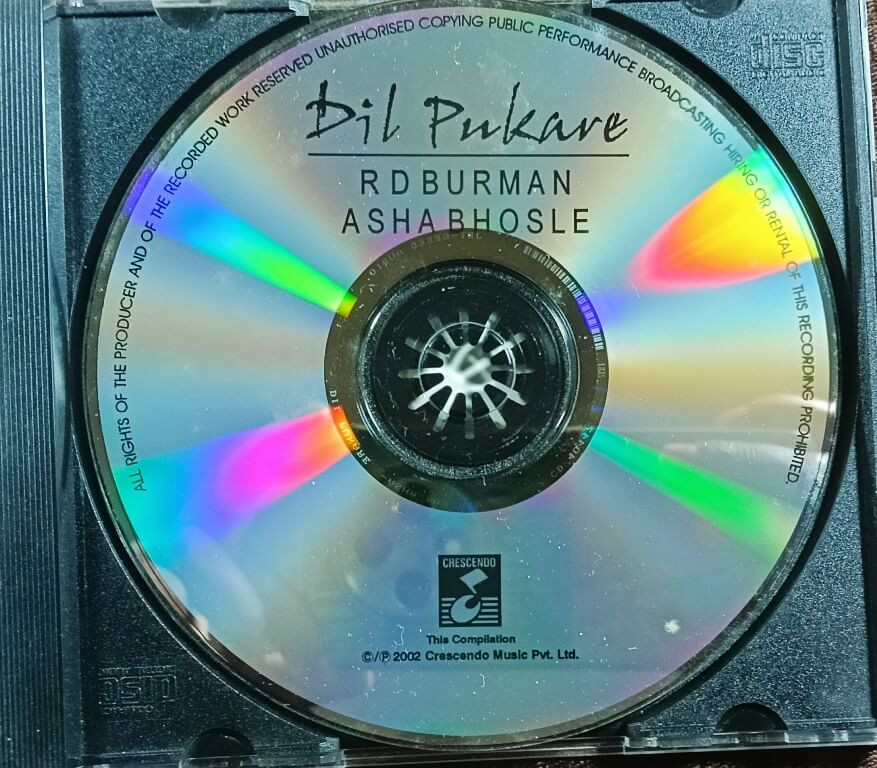 ALL RIGHTS OF THE PRODUCER AND OF THE RECORDED WORK RESERVED UNAUTHORISED COPYING PUBLIC PERFORMANCE BROADCASTING HIRING OR RENTAL OF THIS RECORDING PROHIBITED.
Dil Pukare
R D BURMAN
ASHA BHOSLE
CRESCENDO
This Compilation
©/℗ 2002 Crescendo Music Pvt. Ltd.
disc